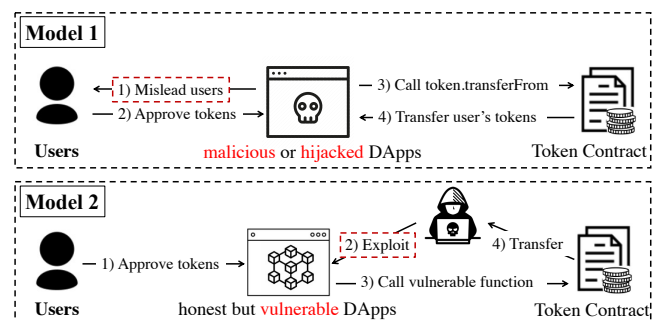 Model 1
1) Mislead users
2) Approve tokens
3) Call token.transferFrom
4) Transfer user's tokens
Users
malicious or hijacked DApps
Token Contract
Model 2
1) Approve tokens
2) Exploit
4) Transfer
3) Call vulnerable function
Users
honest but vulnerable DApps
Token Contract